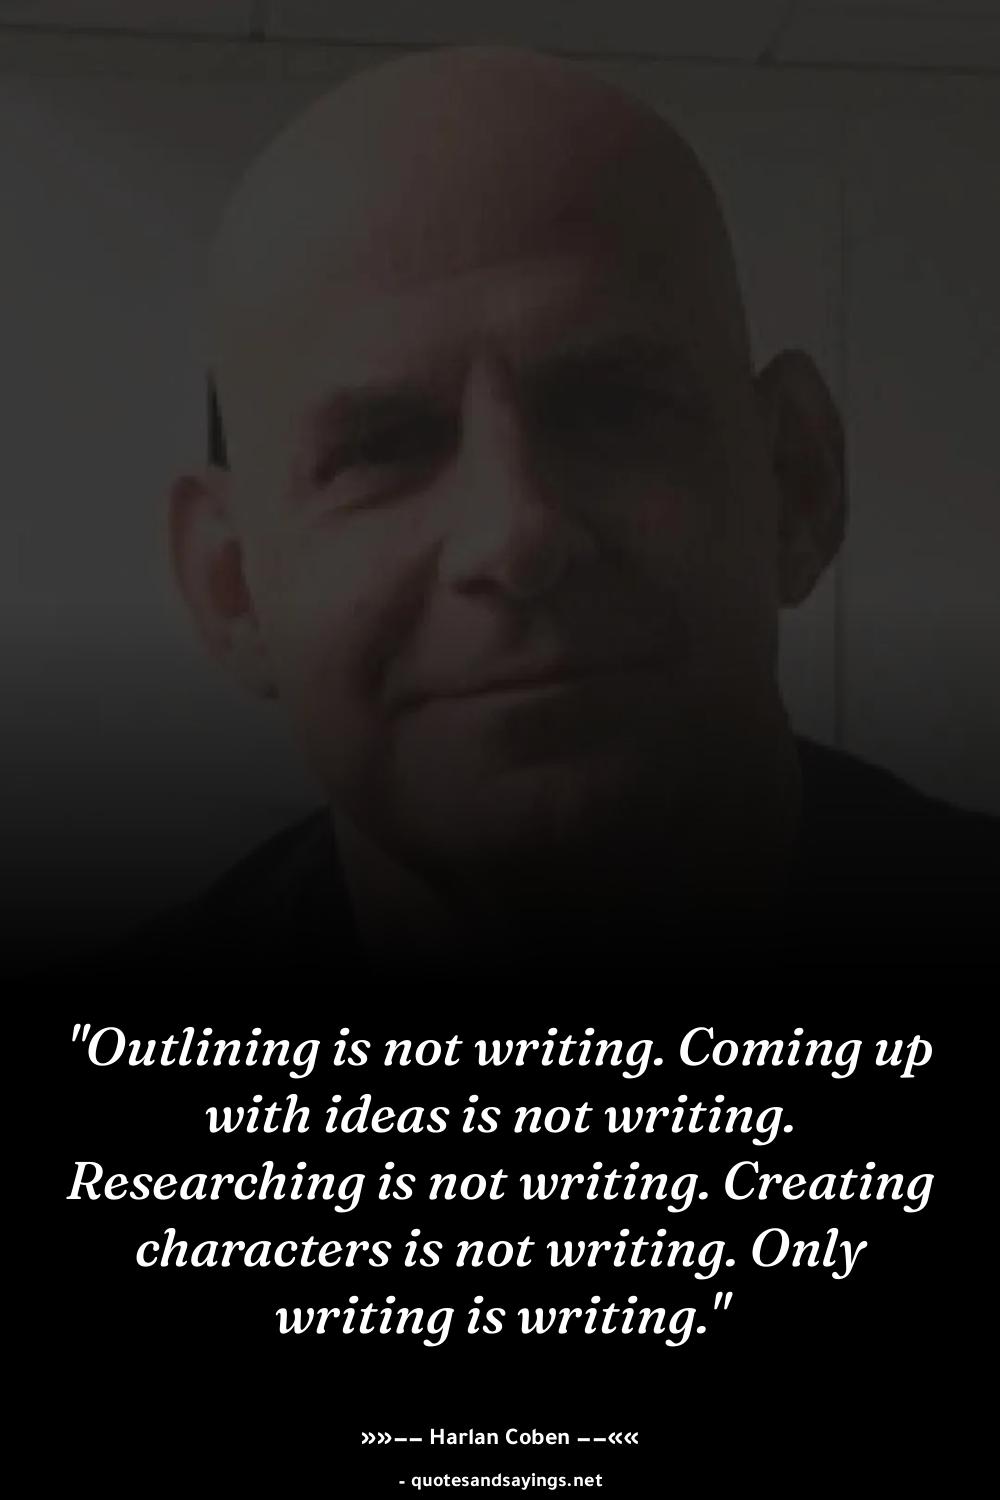 "Outlining is not writing. Coming up
with ideas is not writing.
Researching is not writing. Creating
characters is not writing. Only
writing is writing."
»»−− Harlan Coben −−««
- quotesandsayings.net